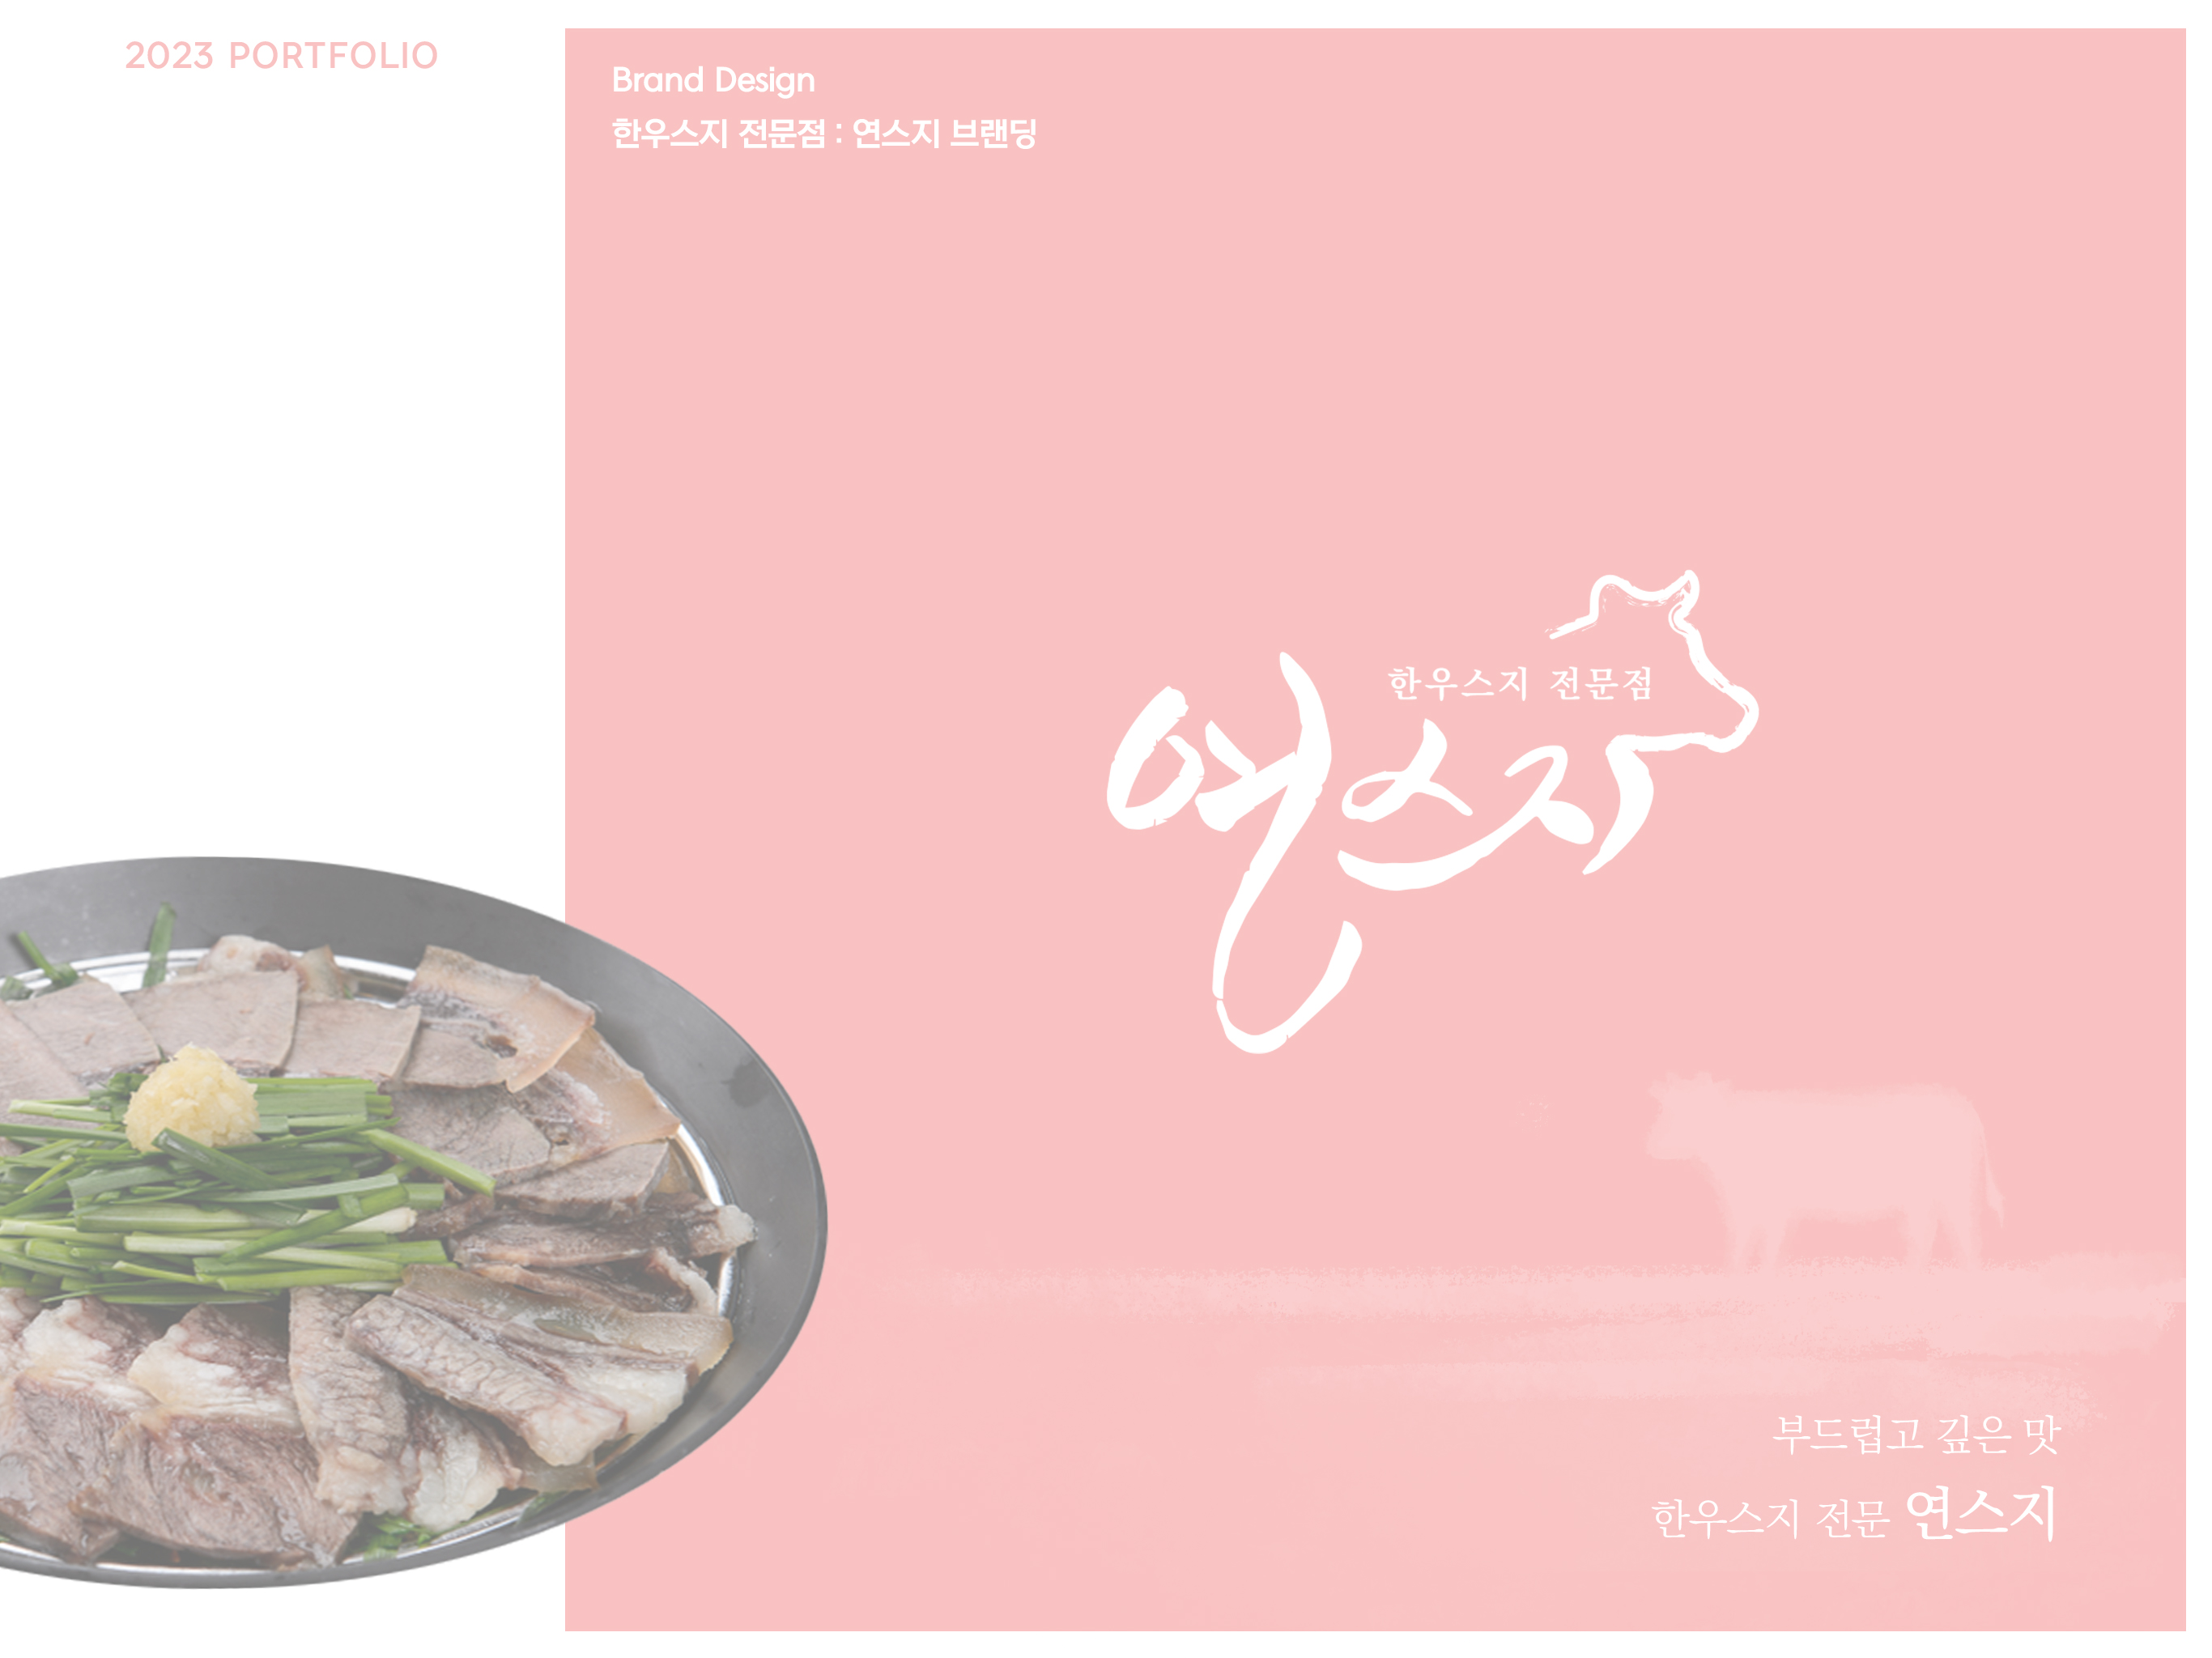 2023 PORTFOLIO
Brand Design
한우스지 전문점 : 연스지 브랜딩
한우스지 전문점
연스지
부드럽고 깊은 맛
한우스지 전문 연스지